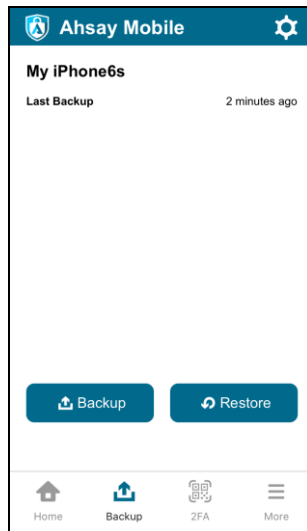 Ahsay Mobile
My iPhone6s
Last Backup 2 minutes ago
Backup Restore
Home Backup 2FA More